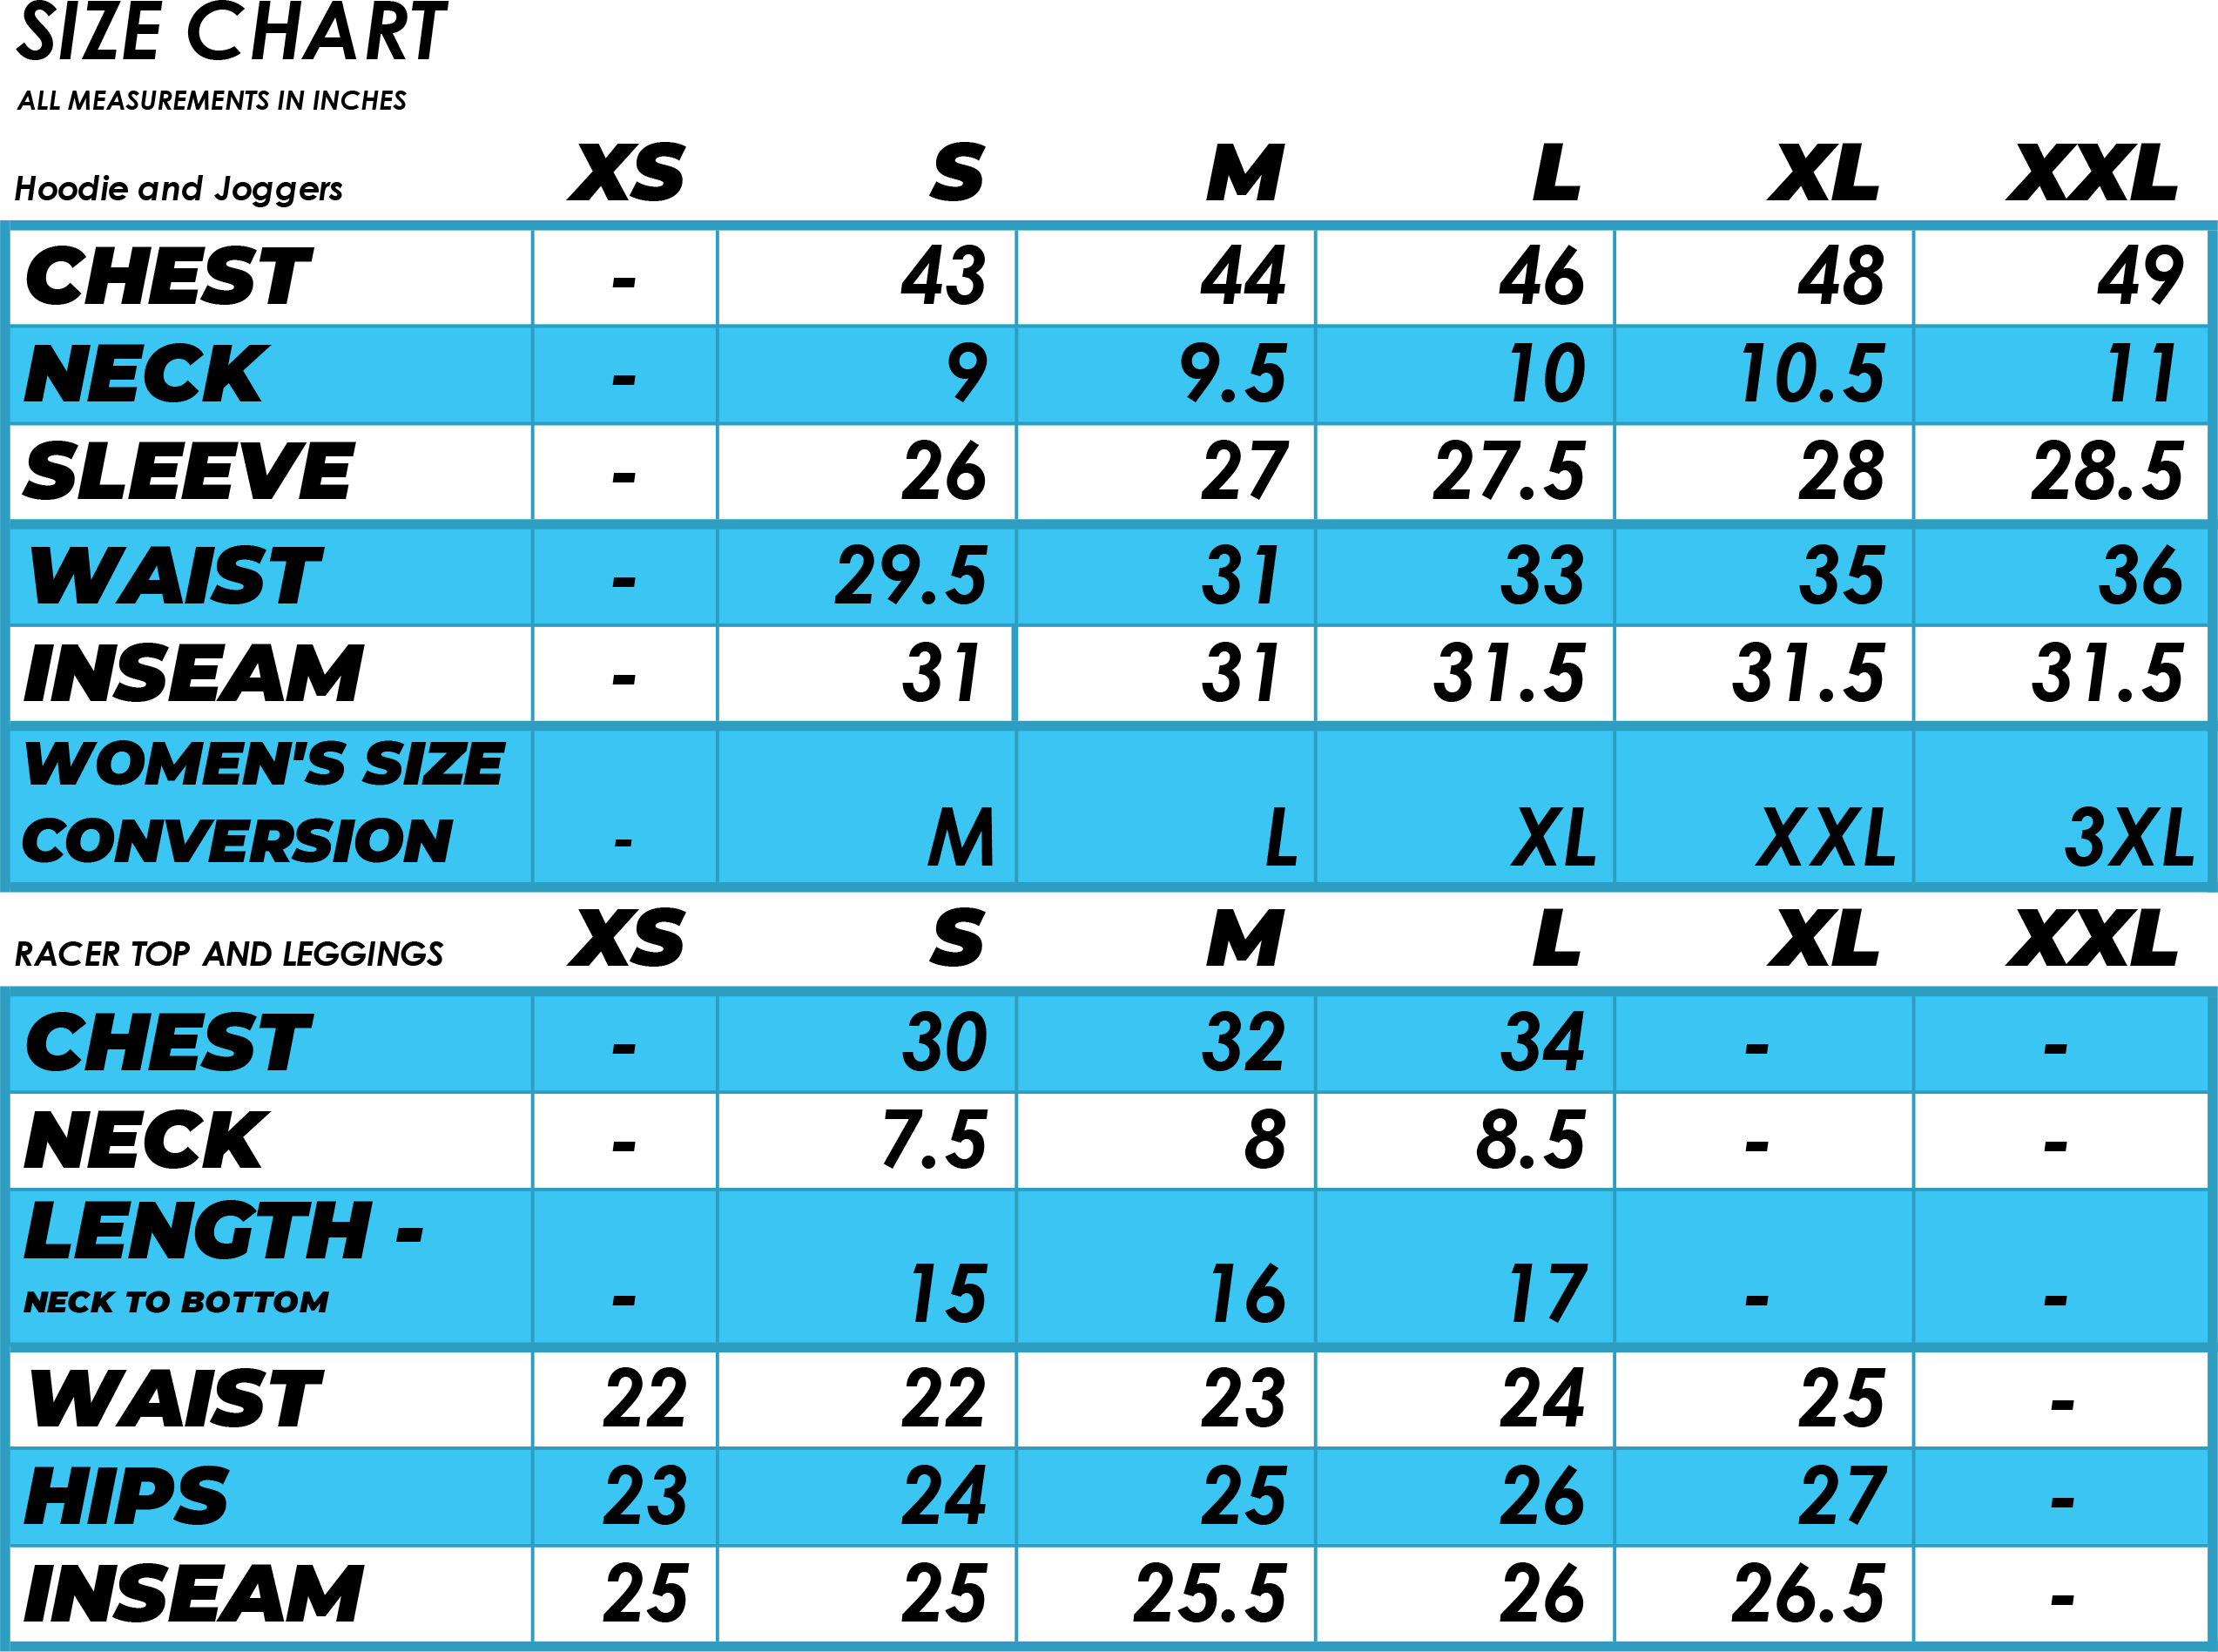 SIZE CHART
ALL MEASUREMENTS IN INCHES
Hoodie and Joggers XS S M L XL XXL
CHEST - 43 44 46 48 49
NECK - 9 9.5 10 10.5 11
SLEEVE - 26 27 27.5 28 28.5
WAIST - 29.5 31 33 35 36
INSEAM - 31 31 31.5 31.5 31.5
WOMEN'S SIZE
CONVERSION - M L XL XXL 3XL
RACER TOP AND LEGGINGS XS S M L XL XXL
CHEST - 30 32 34 - -
NECK - 7.5 8 8.5 - -
LENGTH -
NECK TO BOTTOM - 15 16 17 - -
WAIST 22 22 23 24 25 -
HIPS 23 24 25 26 27 -
INSEAM 25 25 25.5 26 26.5 -